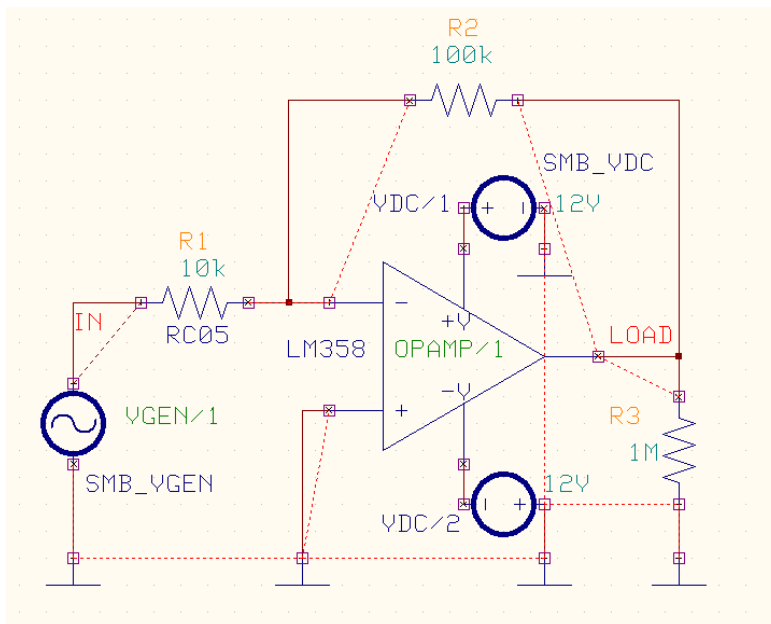 R2
100k
SMB_VDC
VDC/1
+
-
12V
R1
10k
IN
RC05
-
+V
LM358
OPAMP/1
LOAD
-V
+
VGEN/1
R3
1M
SMB_VGEN
12V
-
+
VDC/2